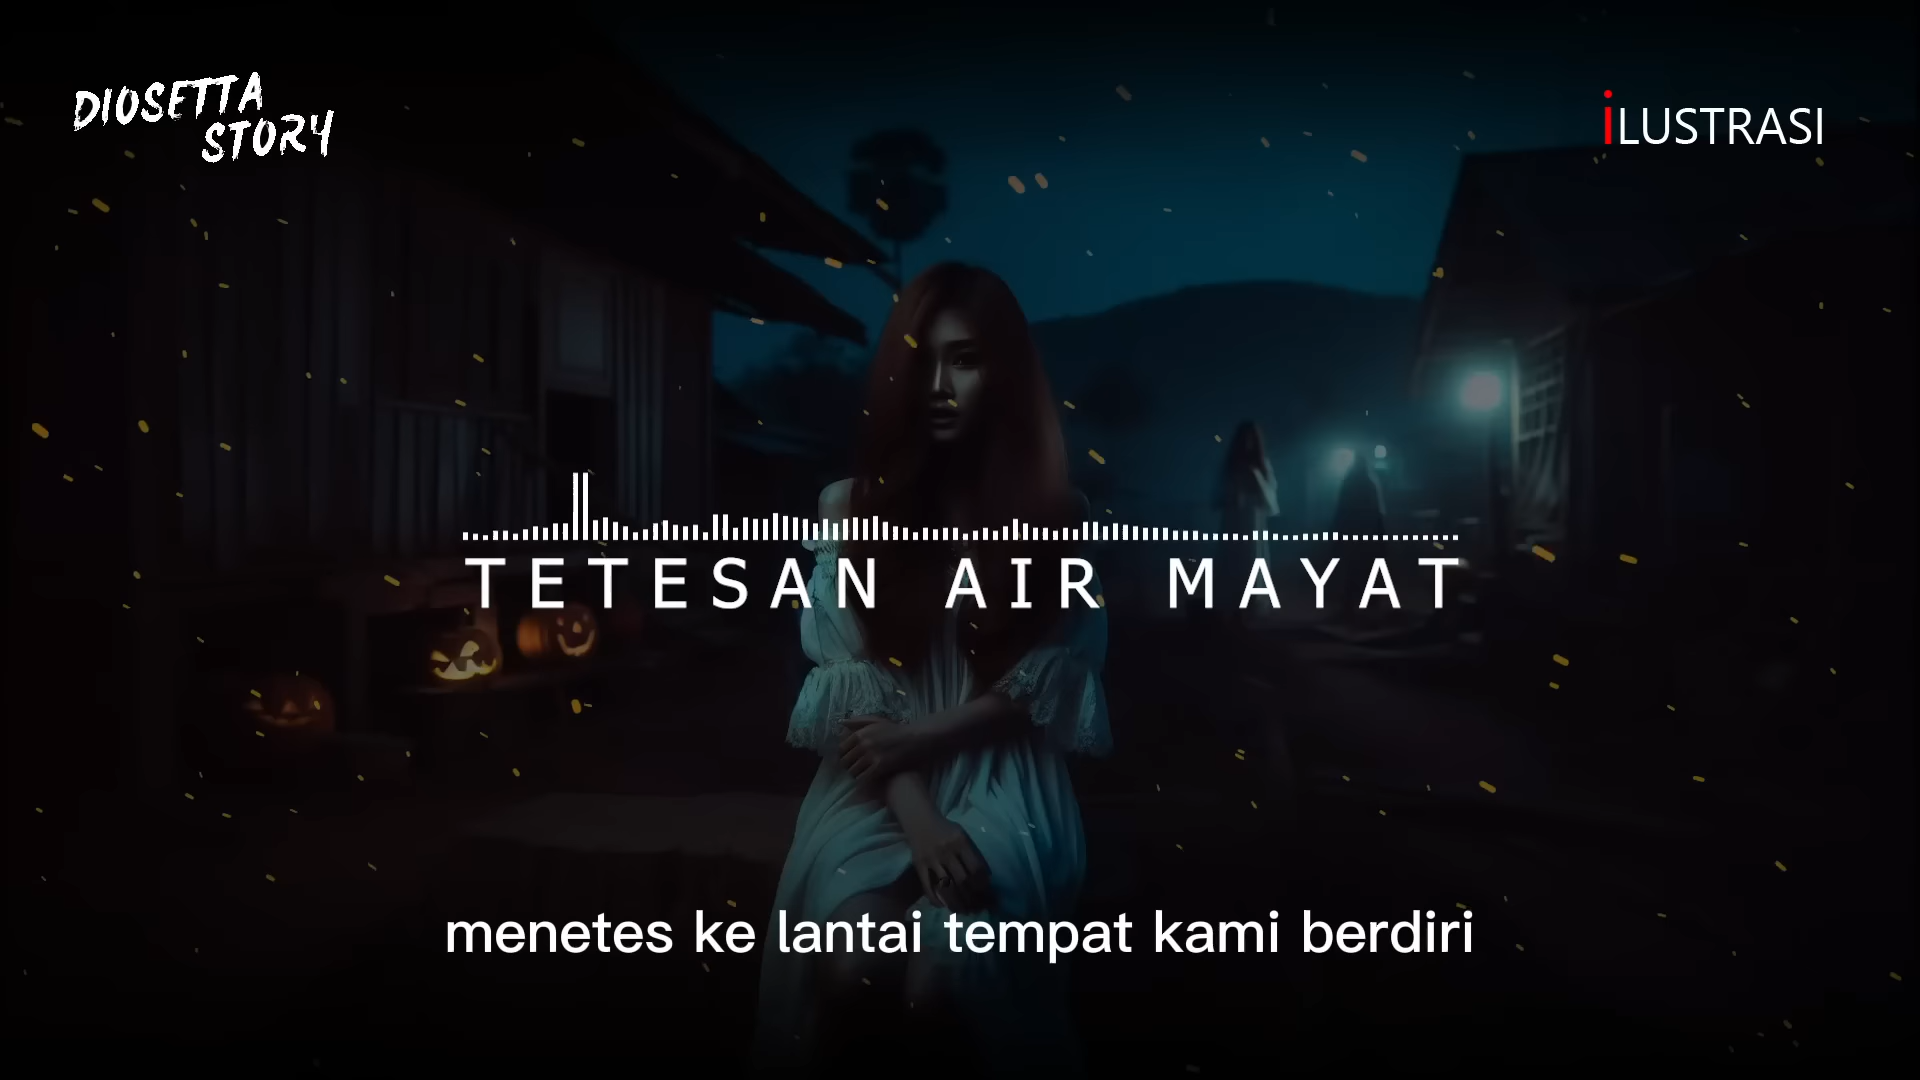 DIOSETTA
STORY
iLUSTRASI
TETESAN AIR MAYAT
menetes ke lantai tempat kami berdiri